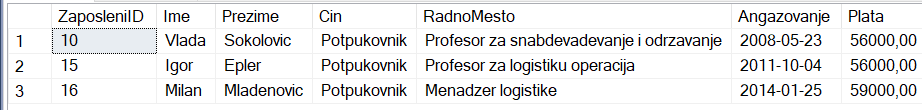 ZaposleniID Ime Prezime Cin RadnoMesto Angazovanje Plata
1 10 Vlada Sokolovic Potpukovnik Profesor za snabdevadevanje i odrzavanje 2008-05-23 56000,00
2 15 Igor Epler Potpukovnik Profesor za logistiku operacija 2011-10-04 56000,00
3 16 Milan Mladenovic Potpukovnik Menadzer logistike 2014-01-25 59000,00